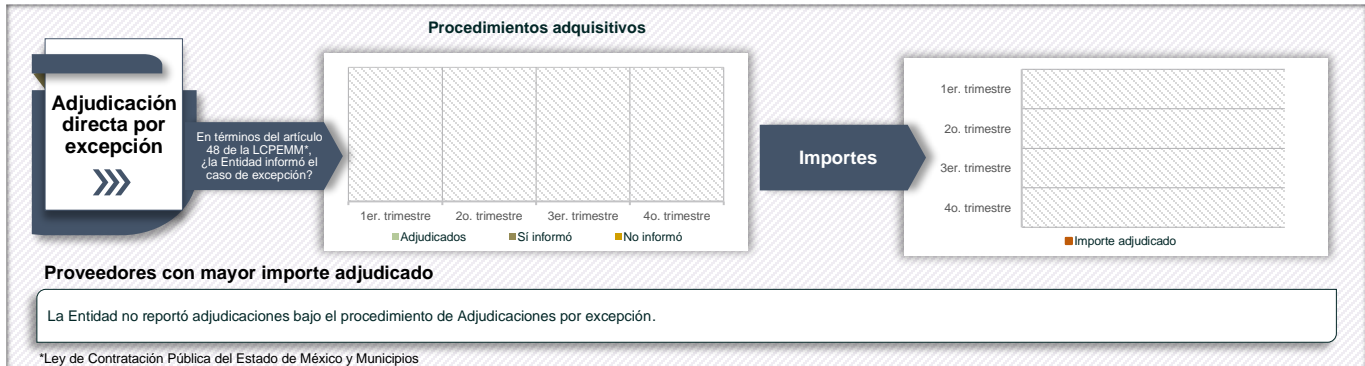 Procedimientos adquisitivos
Adjudicación
directa por
excepción
En términos del artículo
48 de la LCPEMM*,
¿la Entidad informó el
caso de excepción?
1er. trimestre 2o. trimestre 3er. trimestre 4o. trimestre
Adjudicados Sí informó No informó
Importes
1er. trimestre
2o. trimestre
3er. trimestre
4o. trimestre
Importe adjudicado
Proveedores con mayor importe adjudicado
La Entidad no reportó adjudicaciones bajo el procedimiento de Adjudicaciones por excepción.
*Ley de Contratación Pública del Estado de México y Municipios